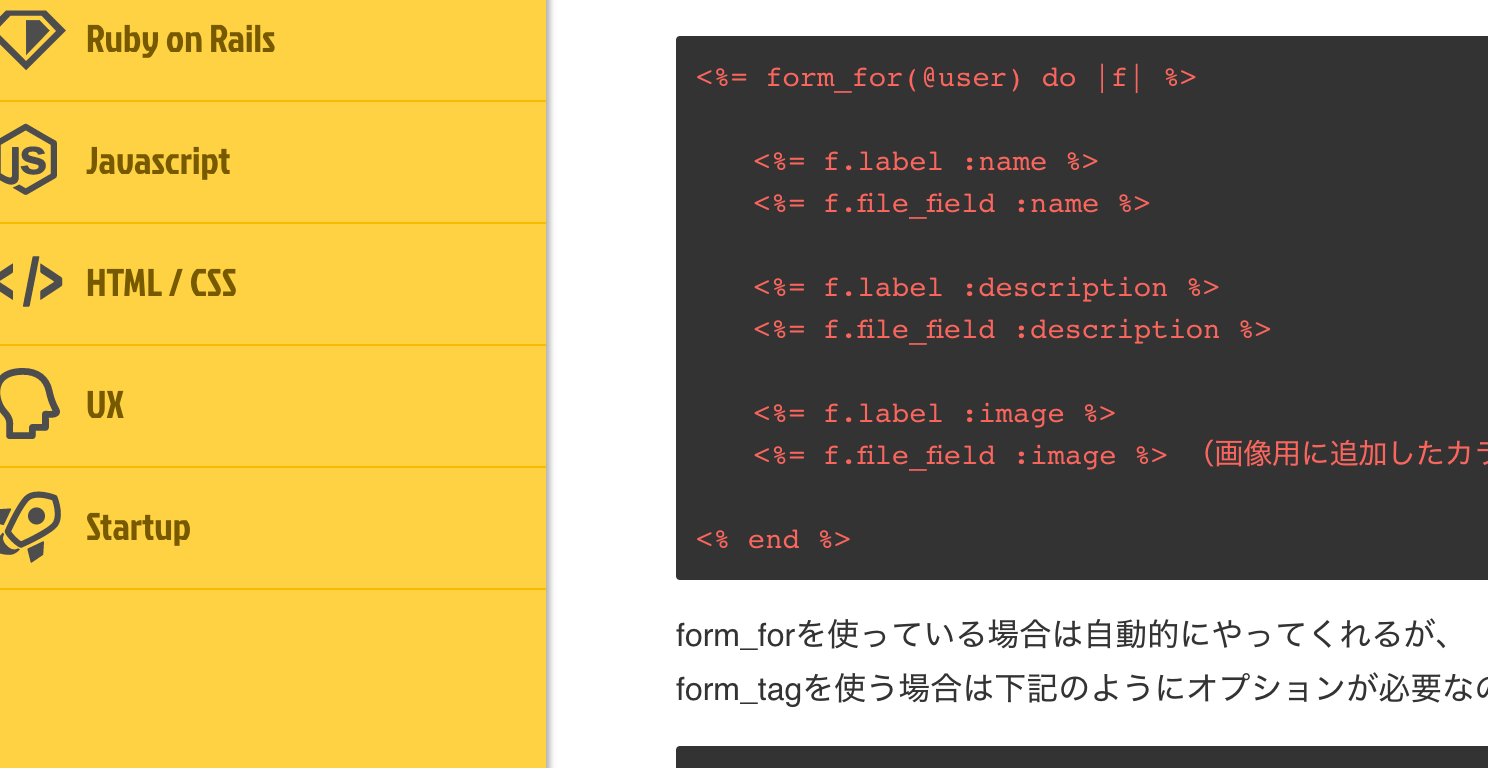 Ruby on Rails
Javascript
HTML / CSS
UX
Startup
<%= form_for(@user) do |f| %>
<%= f.label :name %>
<%= f.file_field :name %>
<%= f.label :description %>
<%= f.file_field :description %>
<%= f.label :image %>
<%= f.file_field :image %> （画像用に追加したカラ
<% end %>
form_forを使っている場合は自動的にやってくれるが、
form_tagを使う場合は下記のようにオプションが必要なの